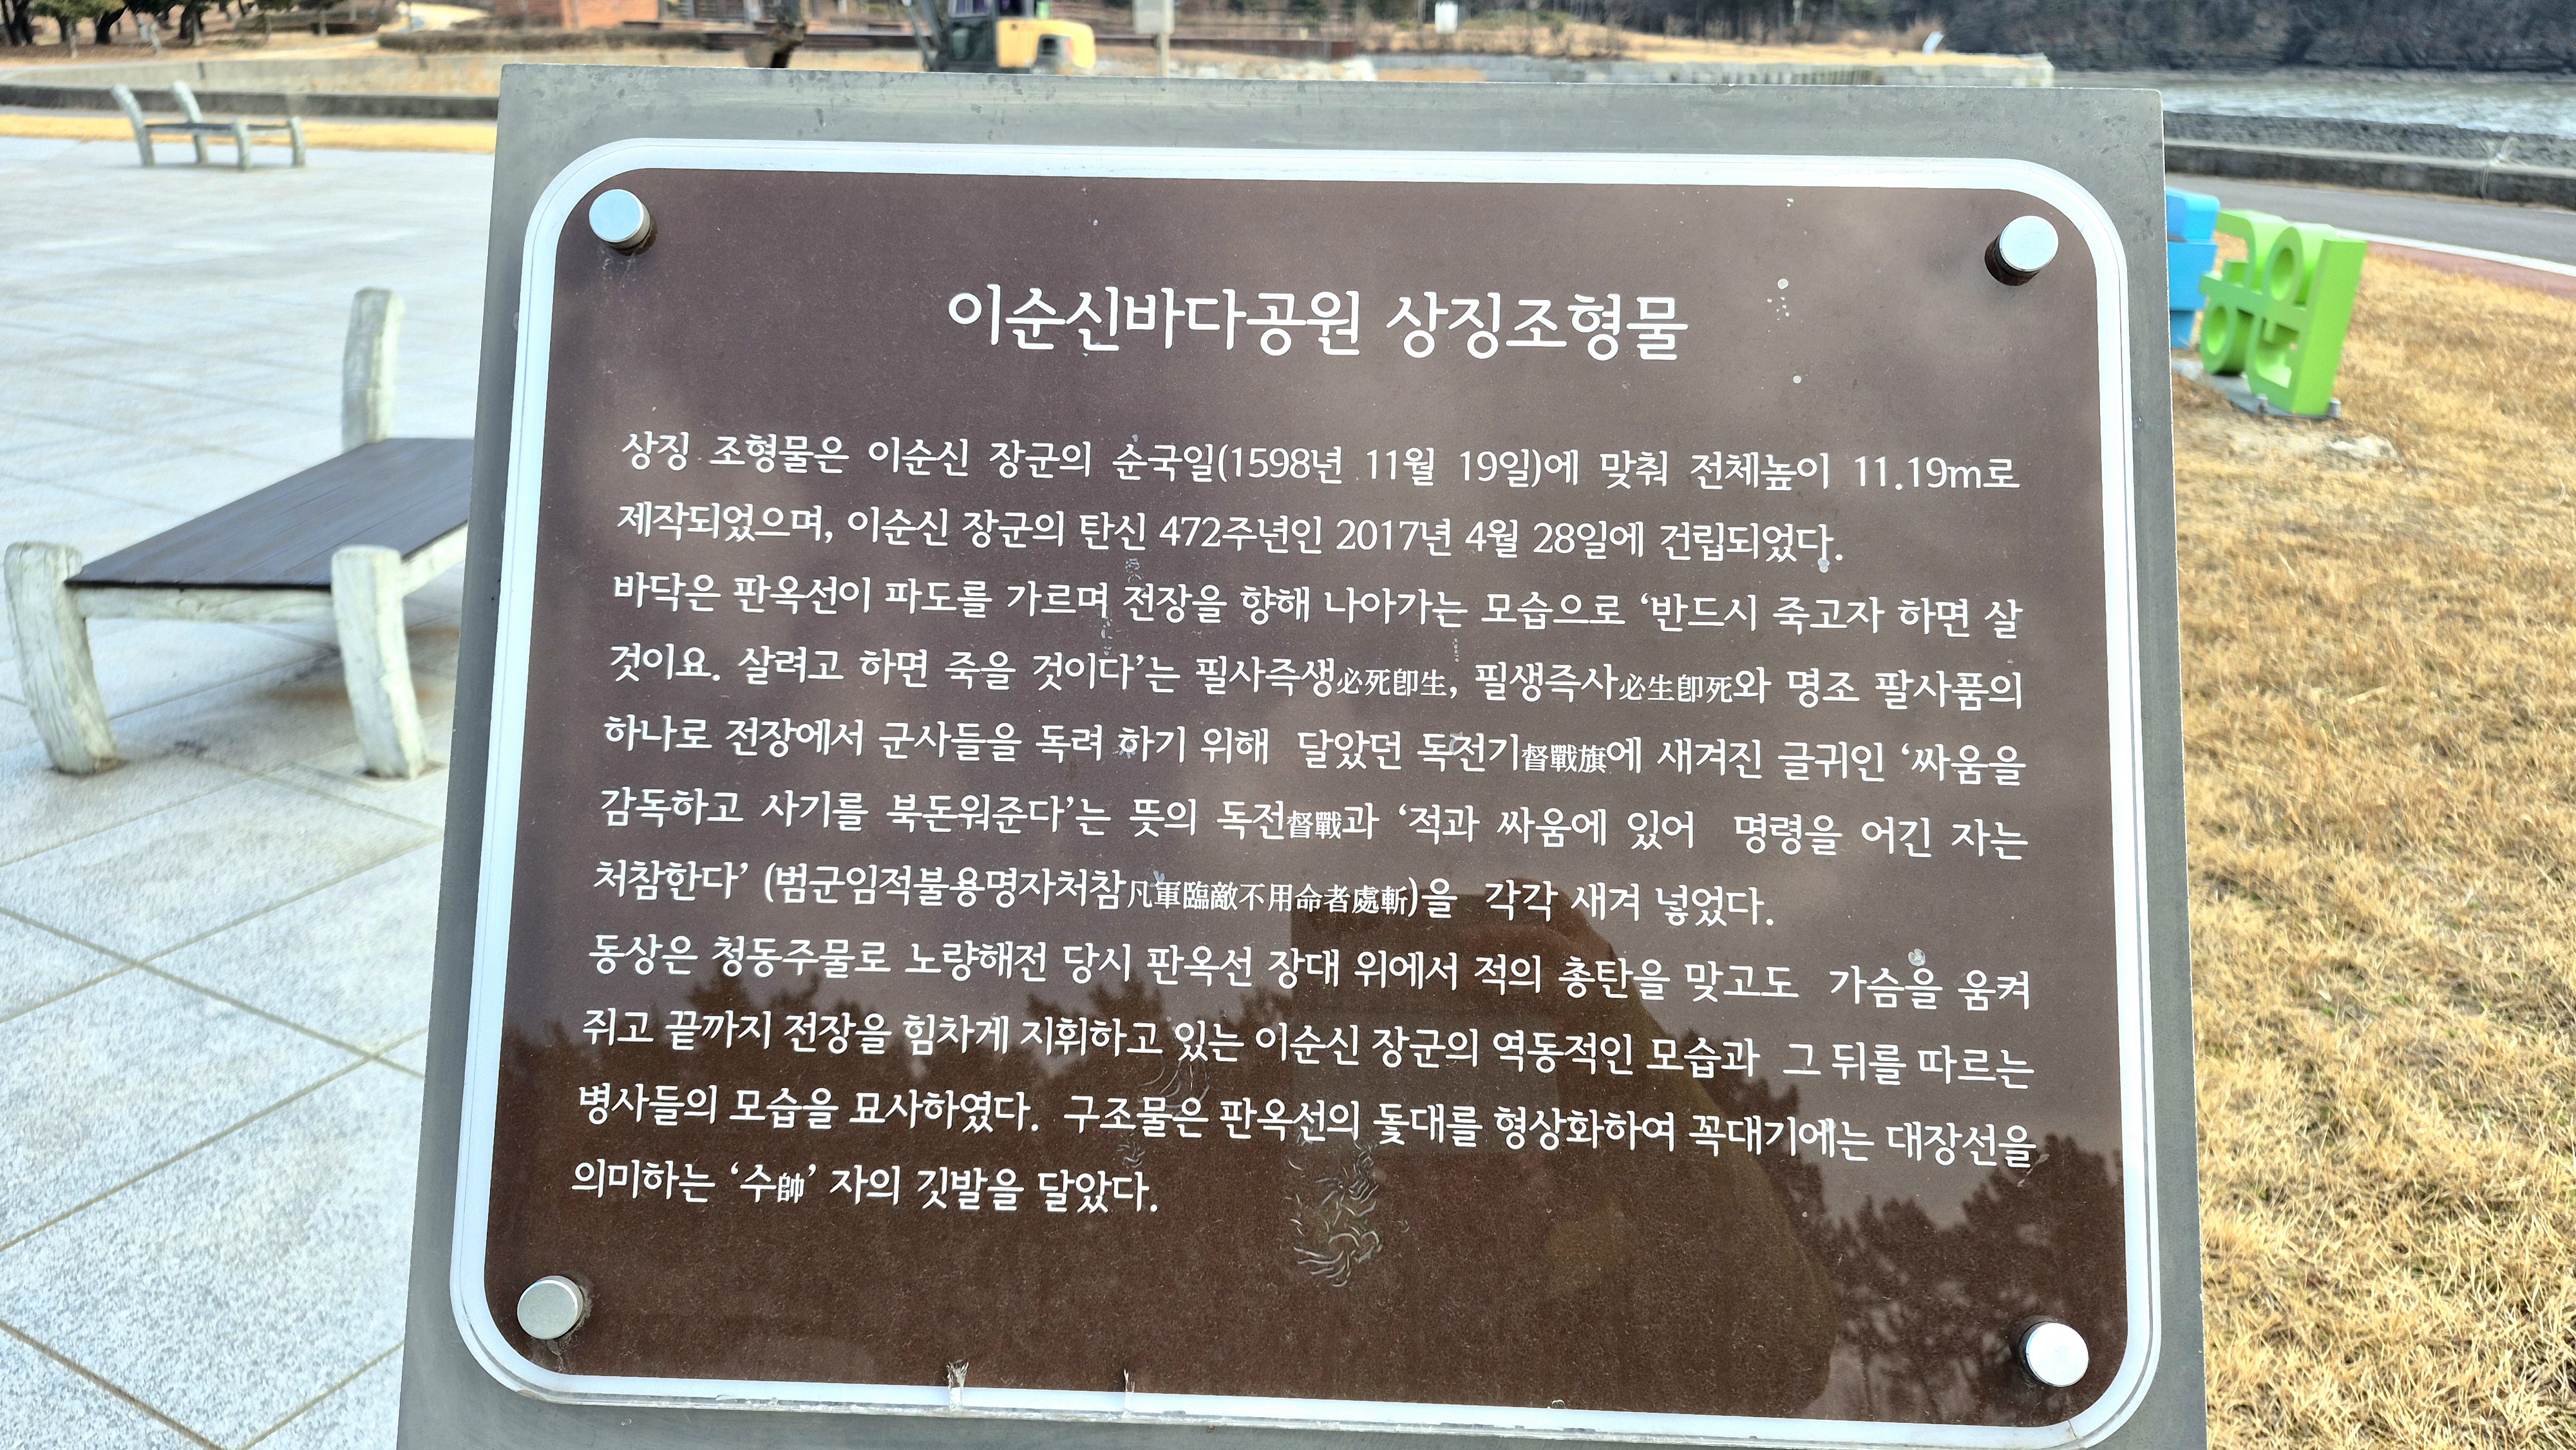 이순신바다공원 상징조형물
상징 조형물은 이순신 장군의 순국일(1598년 11월 19일)에 맞춰 전체높이 11.19m로
제작되었으며, 이순신 장군의 탄신 472주년인 2017년 4월 28일에 건립되었다.
바닥은 판옥선이 파도를 가르며 전장을 향해 나아가는 모습으로 ‘반드시 죽고자 하면 살
것이요. 살려고 하면 죽을 것이다’는 필사즉생必死卽生, 필생즉사必生卽死와 명조 팔사품의
하나로 전장에서 군사들을 독려 하기 위해 달았던 독전기督戰旗에 새겨진 글귀인 ‘싸움을
감독하고 사기를 북돋워준다’는 뜻의 독전督戰과 ‘적과 싸움에 있어 명령을 어긴 자는
처참한다’ (범군임적불용명자처참凡軍臨敵不用命者處斬)을 각각 새겨 넣었다.
동상은 청동주물로 노량해전 당시 판옥선 장대 위에서 적의 총탄을 맞고도 가슴을 움켜
쥐고 끝까지 전장을 힘차게 지휘하고 있는 이순신 장군의 역동적인 모습과 그 뒤를 따르는
병사들의 모습을 묘사하였다. 구조물은 판옥선의 돛대를 형상화하여 꼭대기에는 대장선을
의미하는 ‘수帥’ 자의 깃발을 달았다.